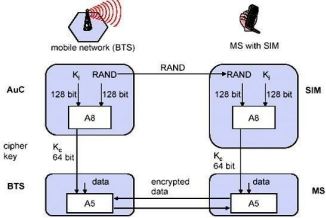 mobile network (BTS)
MS with SIM
RAND
AuC
Ki RAND
128 bit 128 bit
A8
RAND Ki
128 bit 128 bit
SIM
A8
cipher
key
Kc
64 bit
Kc
64 bit
BTS
data
A5
encrypted
data
data
MS
A5